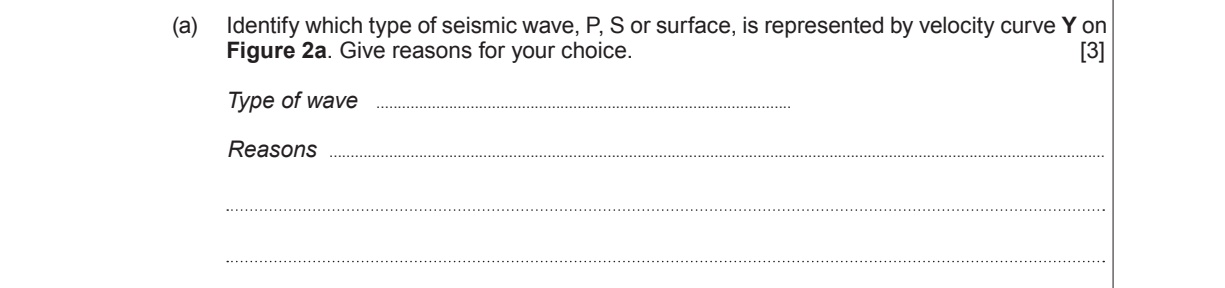 (a) Identify which type of seismic wave, P, S or surface, is represented by velocity curve Y on
Figure 2a. Give reasons for your choice. [3]
Type of wave
Reasons